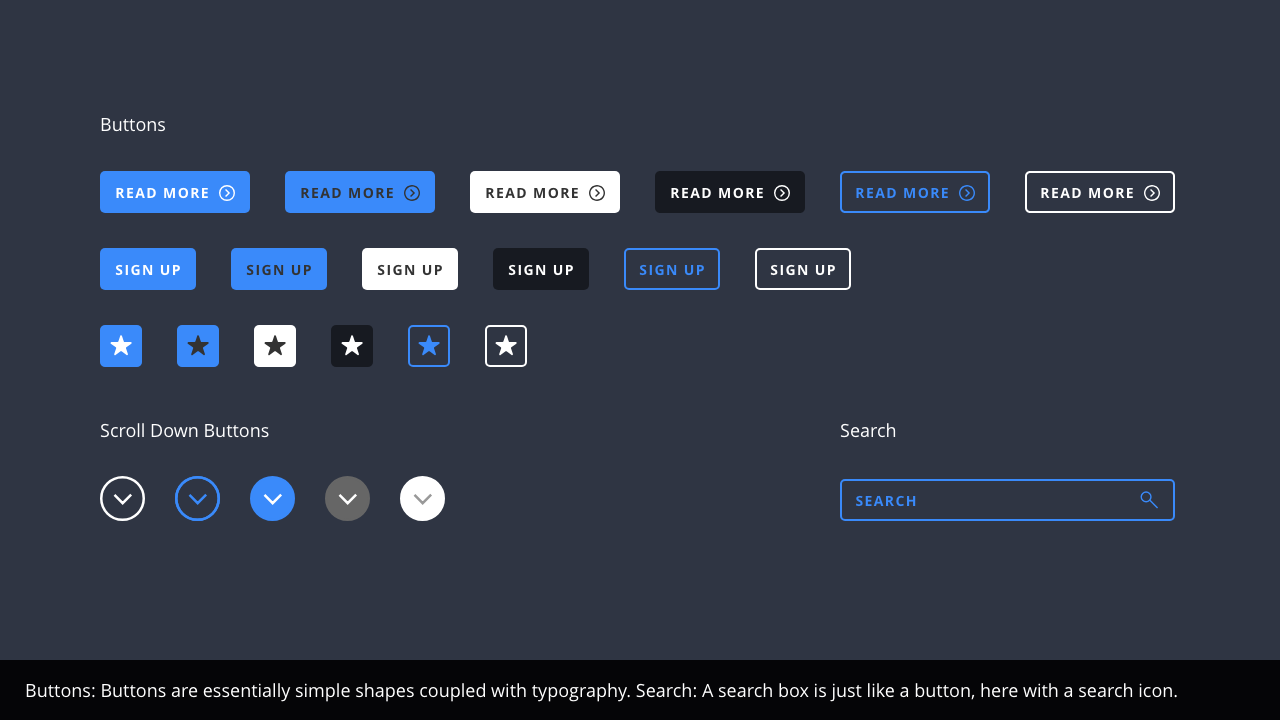 Buttons
READ MORE READ MORE READ MORE READ MORE READ MORE READ MORE
SIGN UP SIGN UP SIGN UP SIGN UP SIGN UP SIGN UP
Scroll Down Buttons
Search
SEARCH
Buttons: Buttons are essentially simple shapes coupled with typography. Search: A search box is just like a button, here with a search icon.